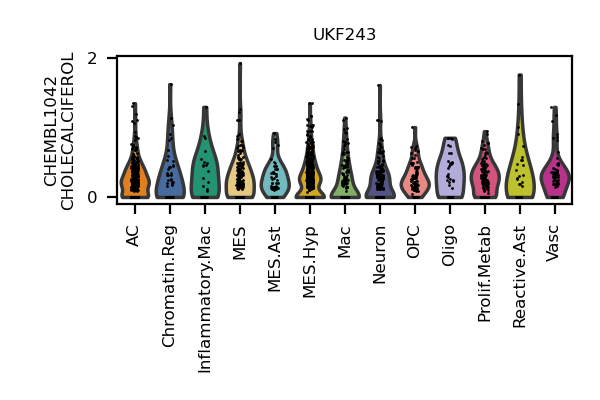 UKF243
CHEMBL1042
CHOLECALCIFEROL
2
0
AC
Chromatin.Reg
Inflammatory.Mac
MES
MES.Ast
MES.Hyp
Mac
Neuron
OPC
Oligo
Prolif.Metab
Reactive.Ast
Vasc